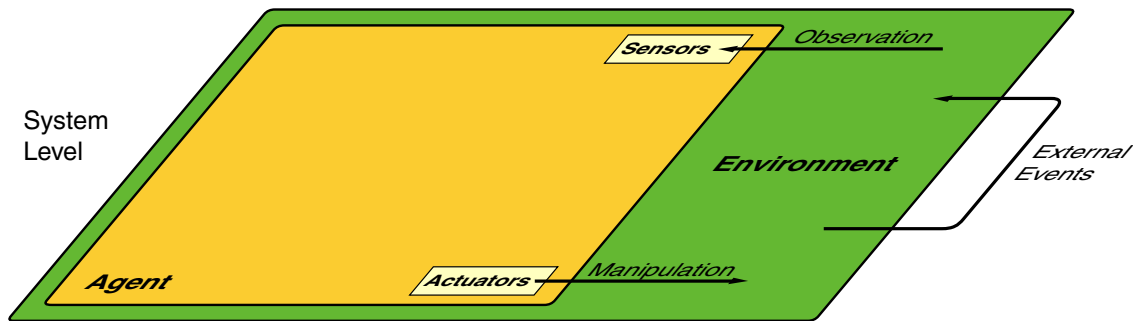 Sensors
Observation
System
Level
Environment
External
Events
Agent
Actuators
Manipulation